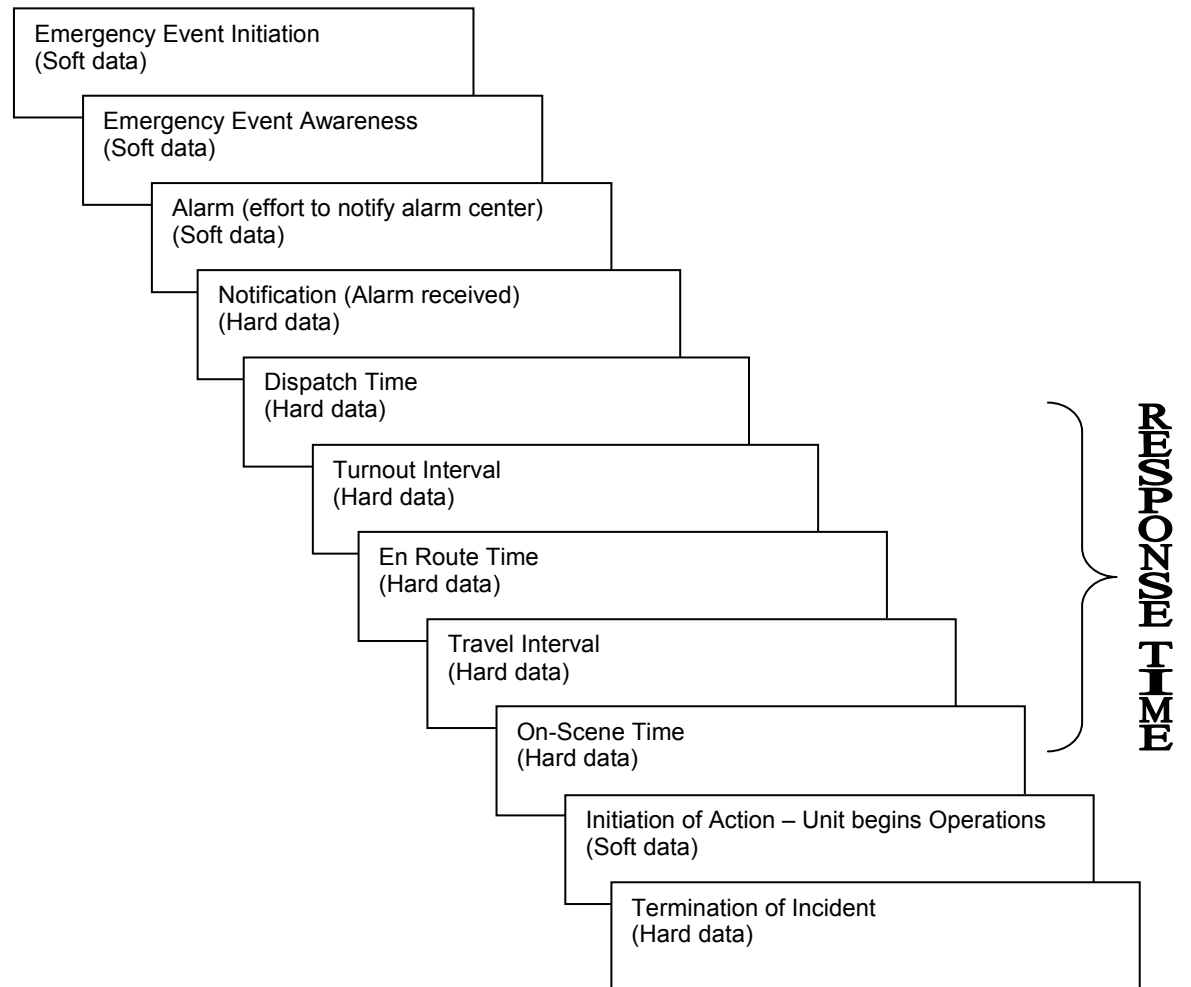 Emergency Event Initiation
(Soft data)
Emergency Event Awareness
(Soft data)
Alarm (effort to notify alarm center)
(Soft data)
Notification (Alarm received)
(Hard data)
Dispatch Time
(Hard data)
Turnout Interval
(Hard data)
En Route Time
(Hard data)
Travel Interval
(Hard data)
On-Scene Time
(Hard data)
Initiation of Action – Unit begins Operations
(Soft data)
Termination of Incident
(Hard data)
RESPONSE TIME